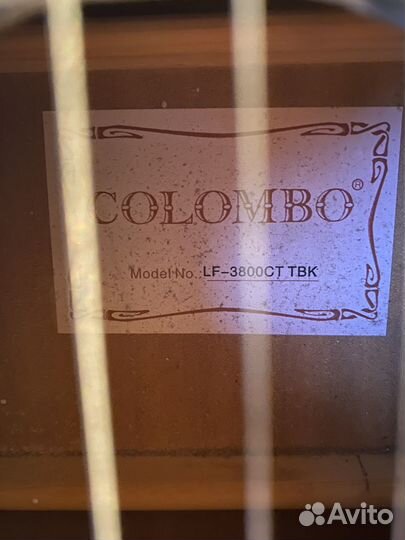 COLOMBO®
Model No. LF-3800CT TBK
Avito